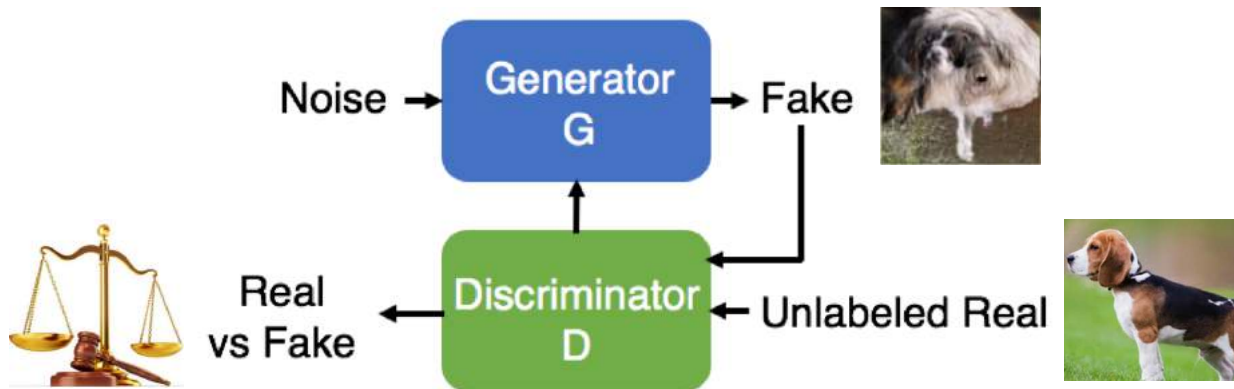 Noise
Generator
G
Fake
Real
vs Fake
Discriminator
D
Unlabeled Real